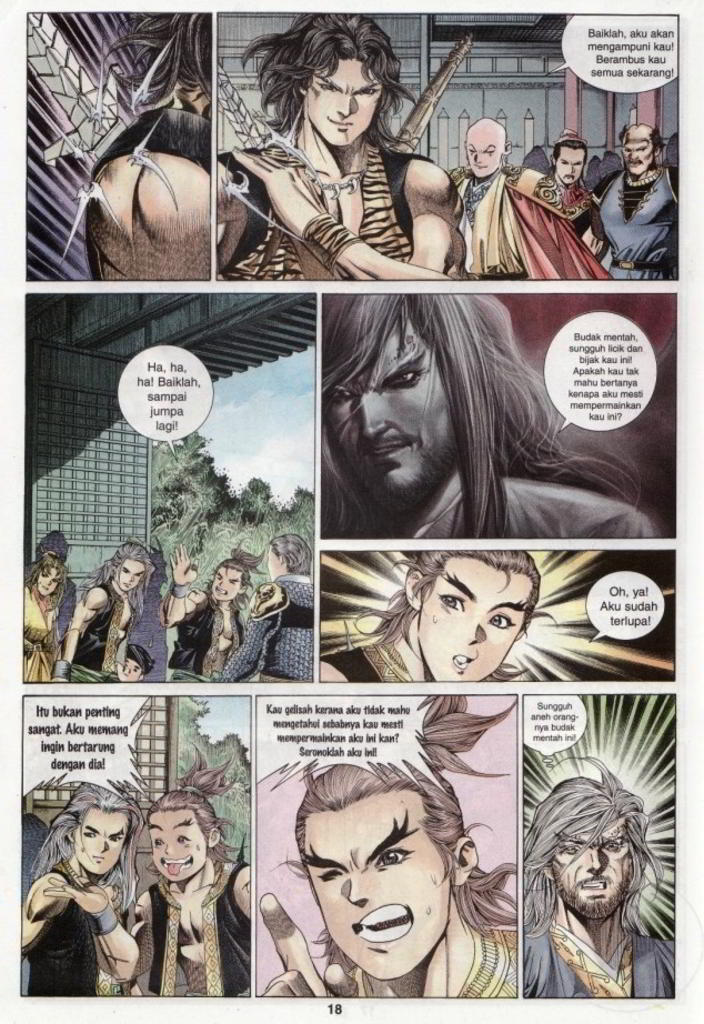 Baiklah, aku akan
mengampuni kau!
Berambus kau
semua sekarang!
Ha, ha,
ha! Baiklah,
sampai
jumpa
lagi!
Budak mentah,
sungguh licik dan
bijak kau ini!
Apakah kau tak
mahu bertanya
kenapa aku mesti
mempermainkan
kau ini?
Oh, ya!
Aku sudah
terlupa!
Itu bukan penting
sangat. Aku memang
ingin bertarung
dengan dia!
Kau gelisah kerana aku tidak mahu
mengetahui sebabnya kau mesti
mempermainkan aku ini kan?
Seronoklah aku ini!
Sungguh
aneh orang-
nya budak
mentah ini!
18